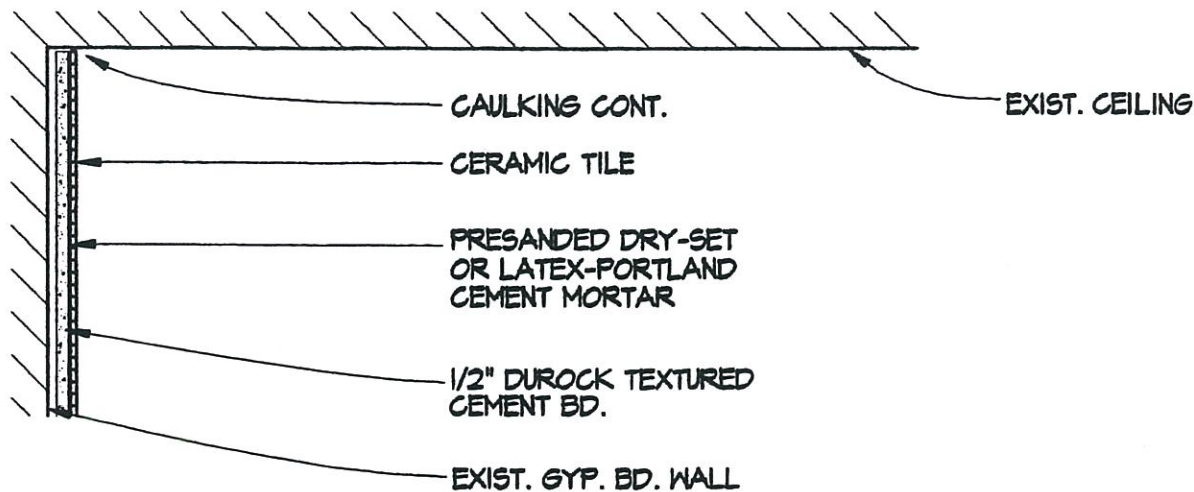 CAULKING CONT.
EXIST. CEILING
CERAMIC TILE
PRESANDED DRY-SET
OR LATEX-PORTLAND
CEMENT MORTAR
1/2" DUROCK TEXTURED
CEMENT BD.
EXIST. GYP. BD. WALL